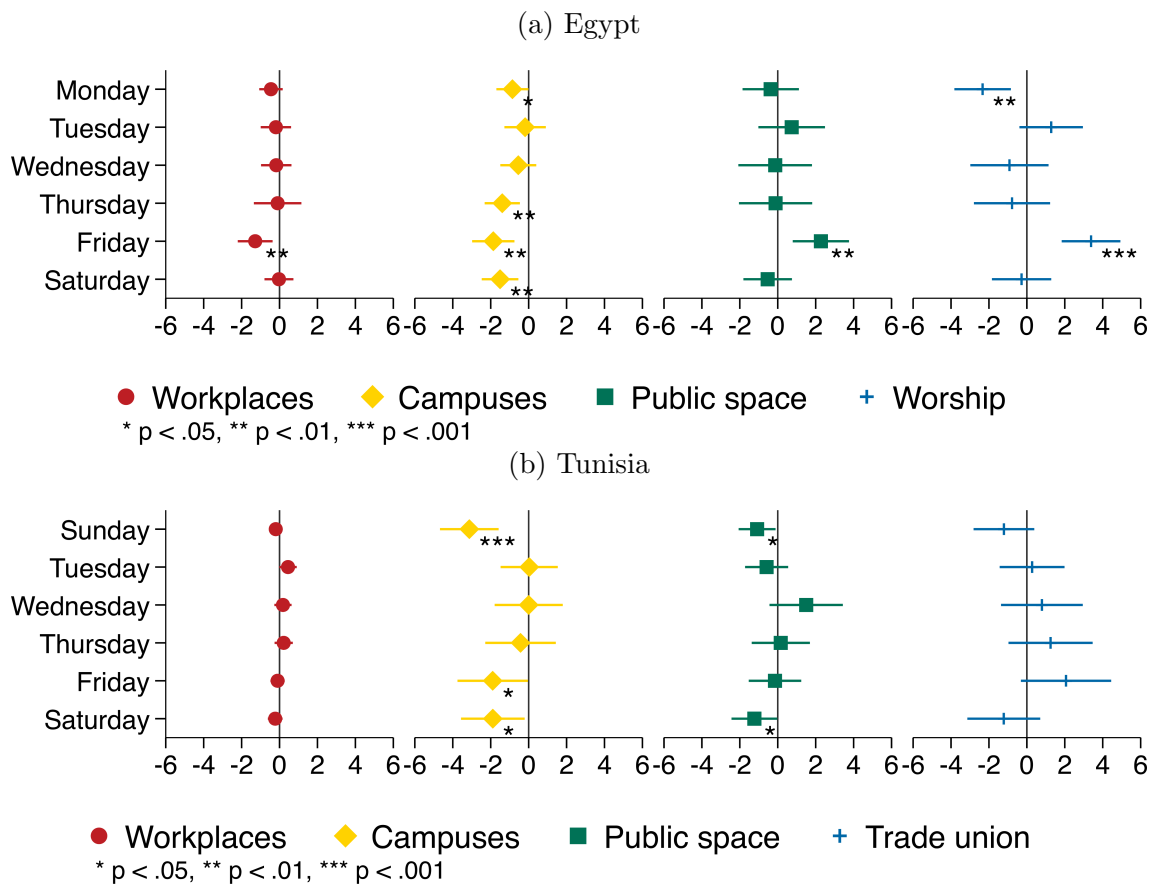 (a) Egypt
Monday
*
**
Tuesday
Wednesday
Thursday
**
Friday
** ** ** ***
Saturday
**
-6 -4 -2 0 2 4 6 -6 -4 -2 0 2 4 6 -6 -4 -2 0 2 4 6 -6 -4 -2 0 2 4 6
Workplaces Campuses Public space Worship
* p < .05, ** p < .01, *** p < .001
(b) Tunisia
Sunday
*** *
Tuesday
Wednesday
Thursday
Friday
*
Saturday
* *
-6 -4 -2 0 2 4 6 -6 -4 -2 0 2 4 6 -6 -4 -2 0 2 4 6 -6 -4 -2 0 2 4 6
Workplaces Campuses Public space Trade union
* p < .05, ** p < .01, *** p < .001